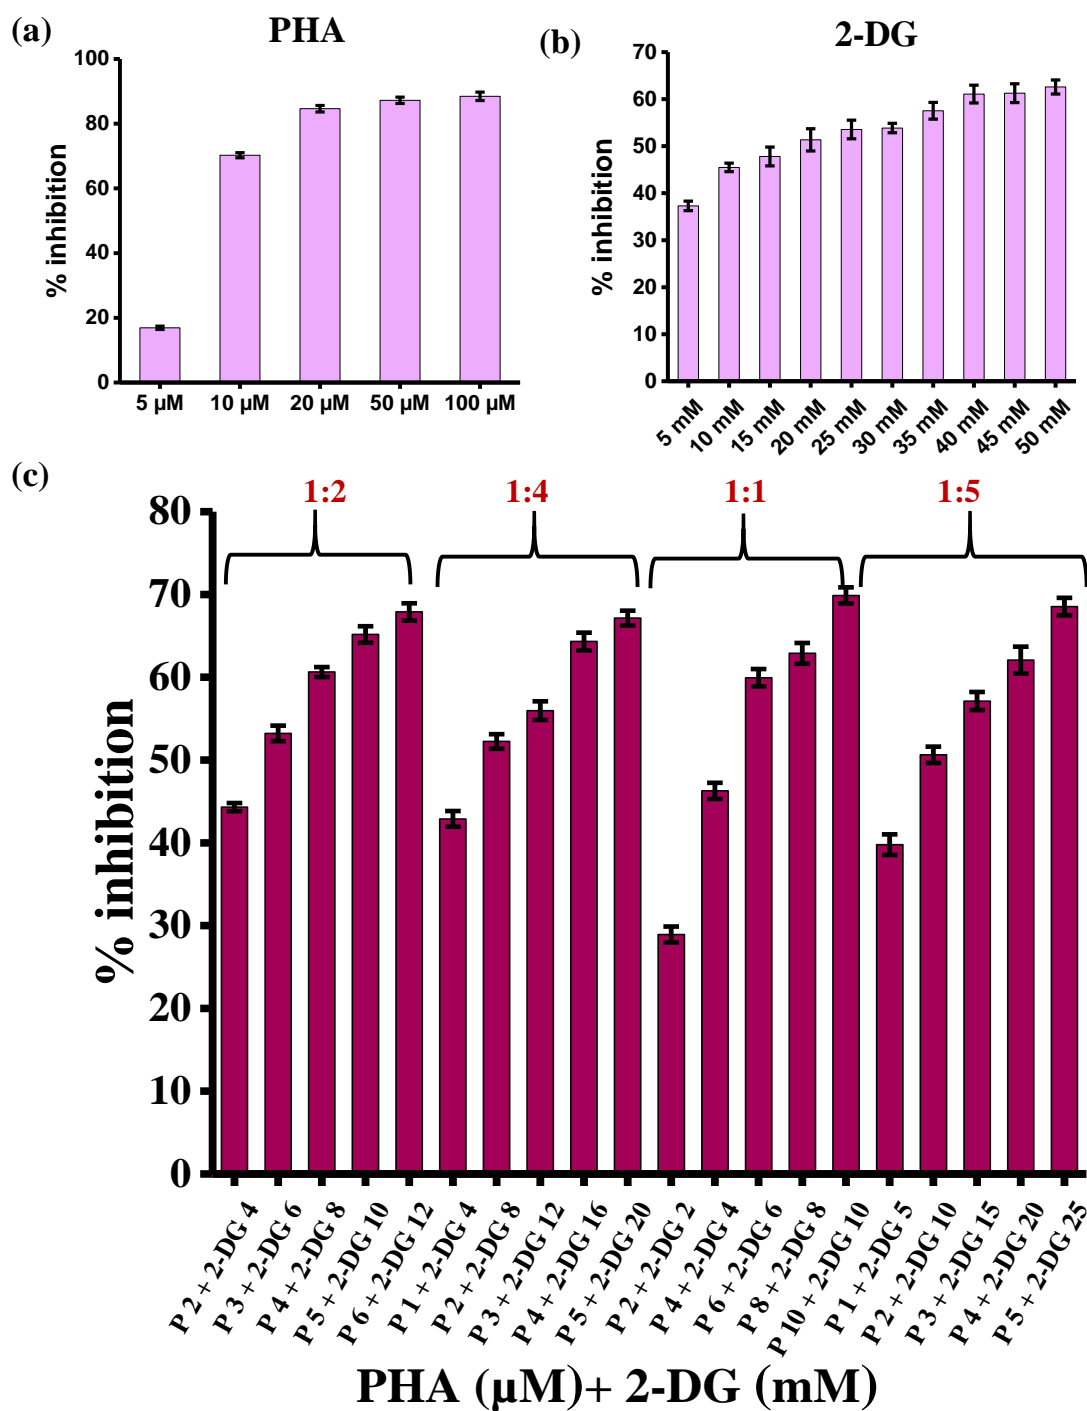 (a) PHA
100
80
60
40
20
0
% inhibition
5 µM 10 µM 20 µM 50 µM 100 µM
(b) 2-DG
70
60
50
40
30
20
10
0
% inhibition
5 mM 10 mM 15 mM 20 mM 25 mM 30 mM 35 mM 40 mM 45 mM 50 mM
(c)
1:2 1:4 1:1 1:5
80
70
60
50
40
30
20
10
0
% inhibition
P 2 + 2-DG 4
P 3 + 2-DG 6
P 4 + 2-DG 8
P 5 + 2-DG 10
P 6 + 2-DG 12
P 1 + 2-DG 4
P 2 + 2-DG 8
P 3 + 2-DG 12
P 4 + 2-DG 16
P 5 + 2-DG 20
P 2 + 2-DG 2
P 4 + 2-DG 4
P 6 + 2-DG 6
P 8 + 2-DG 8
P 10 + 2-DG 10
P 1 + 2-DG 5
P 2 + 2-DG 10
P 3 + 2-DG 15
P 4 + 2-DG 20
P 5 + 2-DG 25
PHA (µM)+ 2-DG (mM)